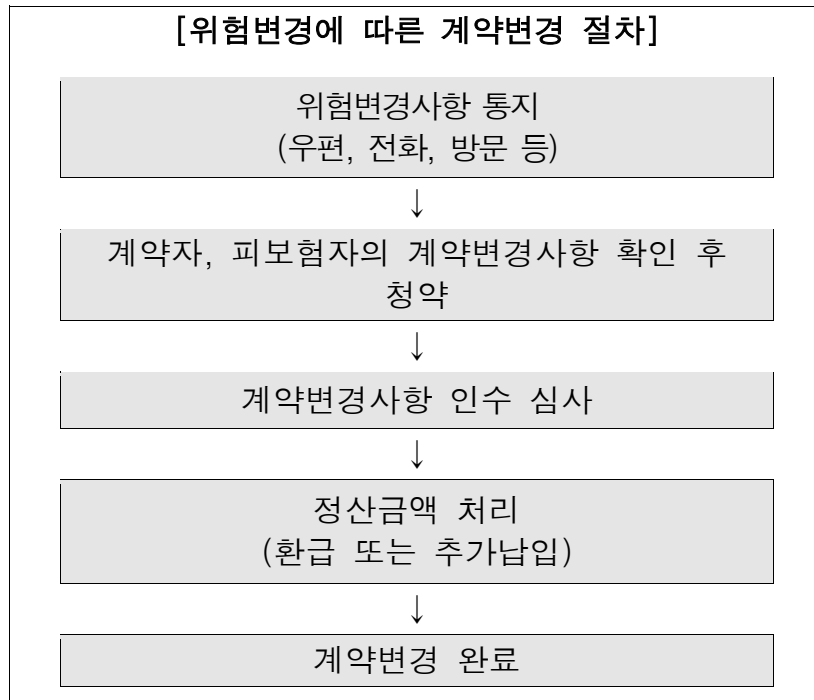 [위험변경에 따른 계약변경 절차]
위험변경사항 통지
(우편, 전화, 방문 등)
↓
계약자, 피보험자의 계약변경사항 확인 후
청약
↓
계약변경사항 인수 심사
↓
정산금액 처리
(환급 또는 추가납입)
↓
계약변경 완료